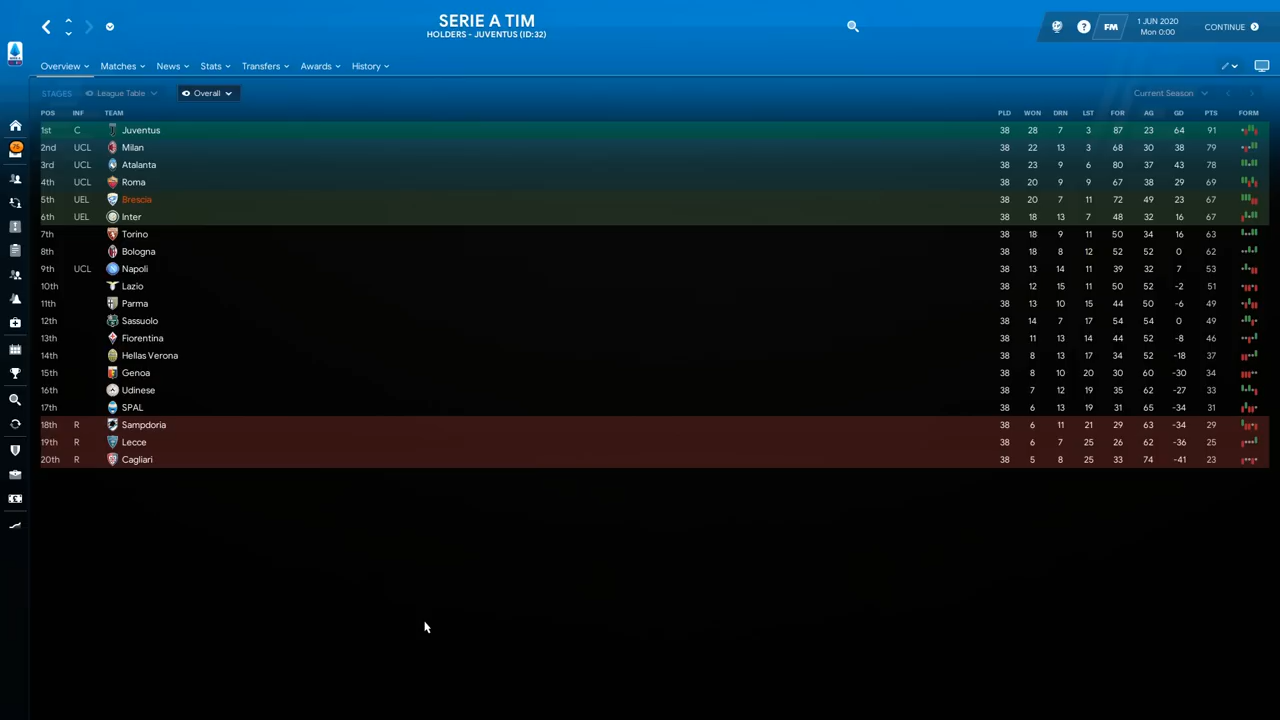 SERIE A TIM
HOLDERS - JUVENTUS (ID:32)
1 JUN 2020
Mon 0:00
? FM CONTINUE
Overview Matches News Stats Transfers Awards History
STAGES League Table Overall Current Season
POS INF TEAM PLD WON DRN LST FOR AG GD PTS FORM
1st C Juventus 38 28 7 3 87 23 64 91
2nd UCL Milan 38 22 13 3 68 30 38 79
3rd UCL Atalanta 38 23 9 6 80 37 43 78
4th UCL Roma 38 20 9 9 67 38 29 69
5th UEL Brescia 38 20 7 11 72 49 23 67
6th UEL Inter 38 18 13 7 48 32 16 67
7th Torino 38 18 9 11 50 34 16 63
8th Bologna 38 18 8 12 52 52 0 62
9th UCL Napoli 38 13 14 11 39 32 7 53
10th Lazio 38 12 15 11 50 52 -2 51
11th Parma 38 13 10 15 44 50 -6 49
12th Sassuolo 38 14 7 17 54 54 0 49
13th Fiorentina 38 11 13 14 44 52 -8 46
14th Hellas Verona 38 8 13 17 34 52 -18 37
15th Genoa 38 8 10 20 30 60 -30 34
16th Udinese 38 7 12 19 35 62 -27 33
17th SPAL 38 6 13 19 31 65 -34 31
18th R Sampdoria 38 6 11 21 29 63 -34 29
19th R Lecce 38 6 7 25 26 62 -36 25
20th R Cagliari 38 5 8 25 33 74 -41 23